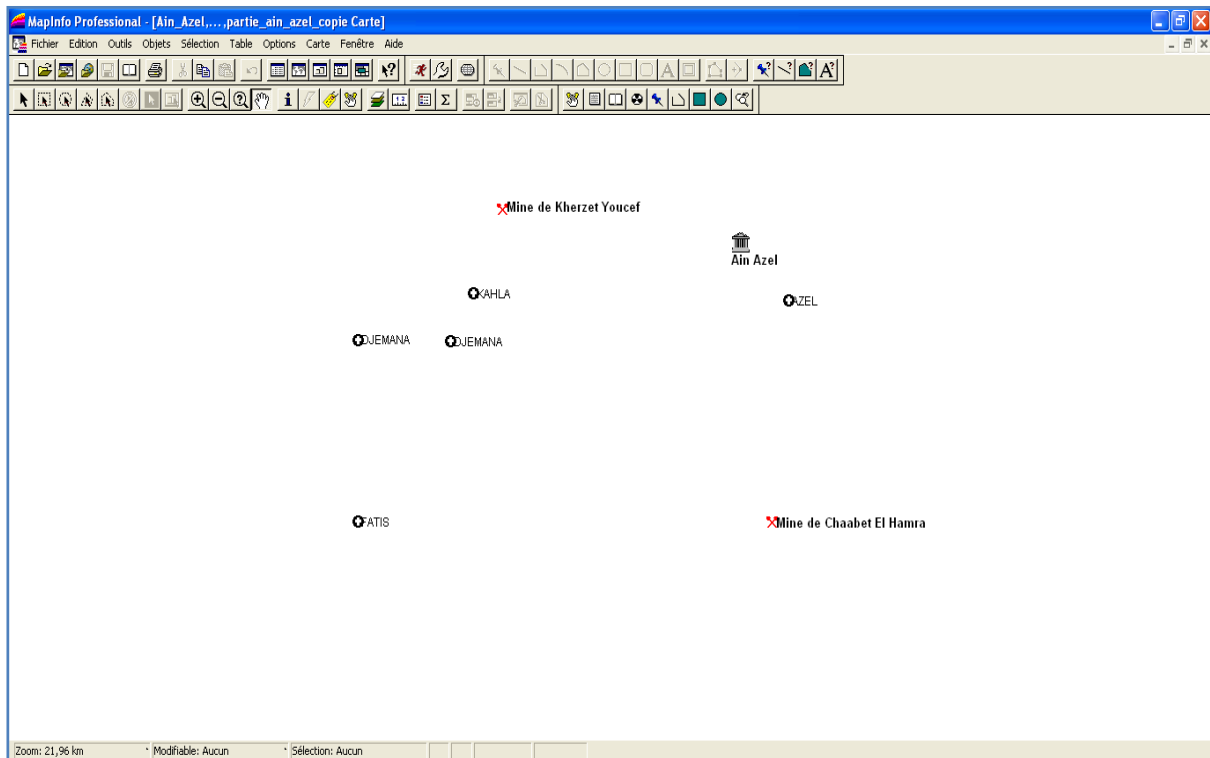 MapInfo Professional - [Ain_Azel,...,partie_ain_azel_copie Carte]
Fichier Edition Outils Objets Sélection Table Options Carte Fenêtre Aide
Mine de Kherzet Youcef
Ain Azel
KAHLA
AZEL
DJEMANA
DJEMANA
FATIS
Mine de Chaabet El Hamra
Zoom: 21,96 km Modifiable: Aucun Sélection: Aucun